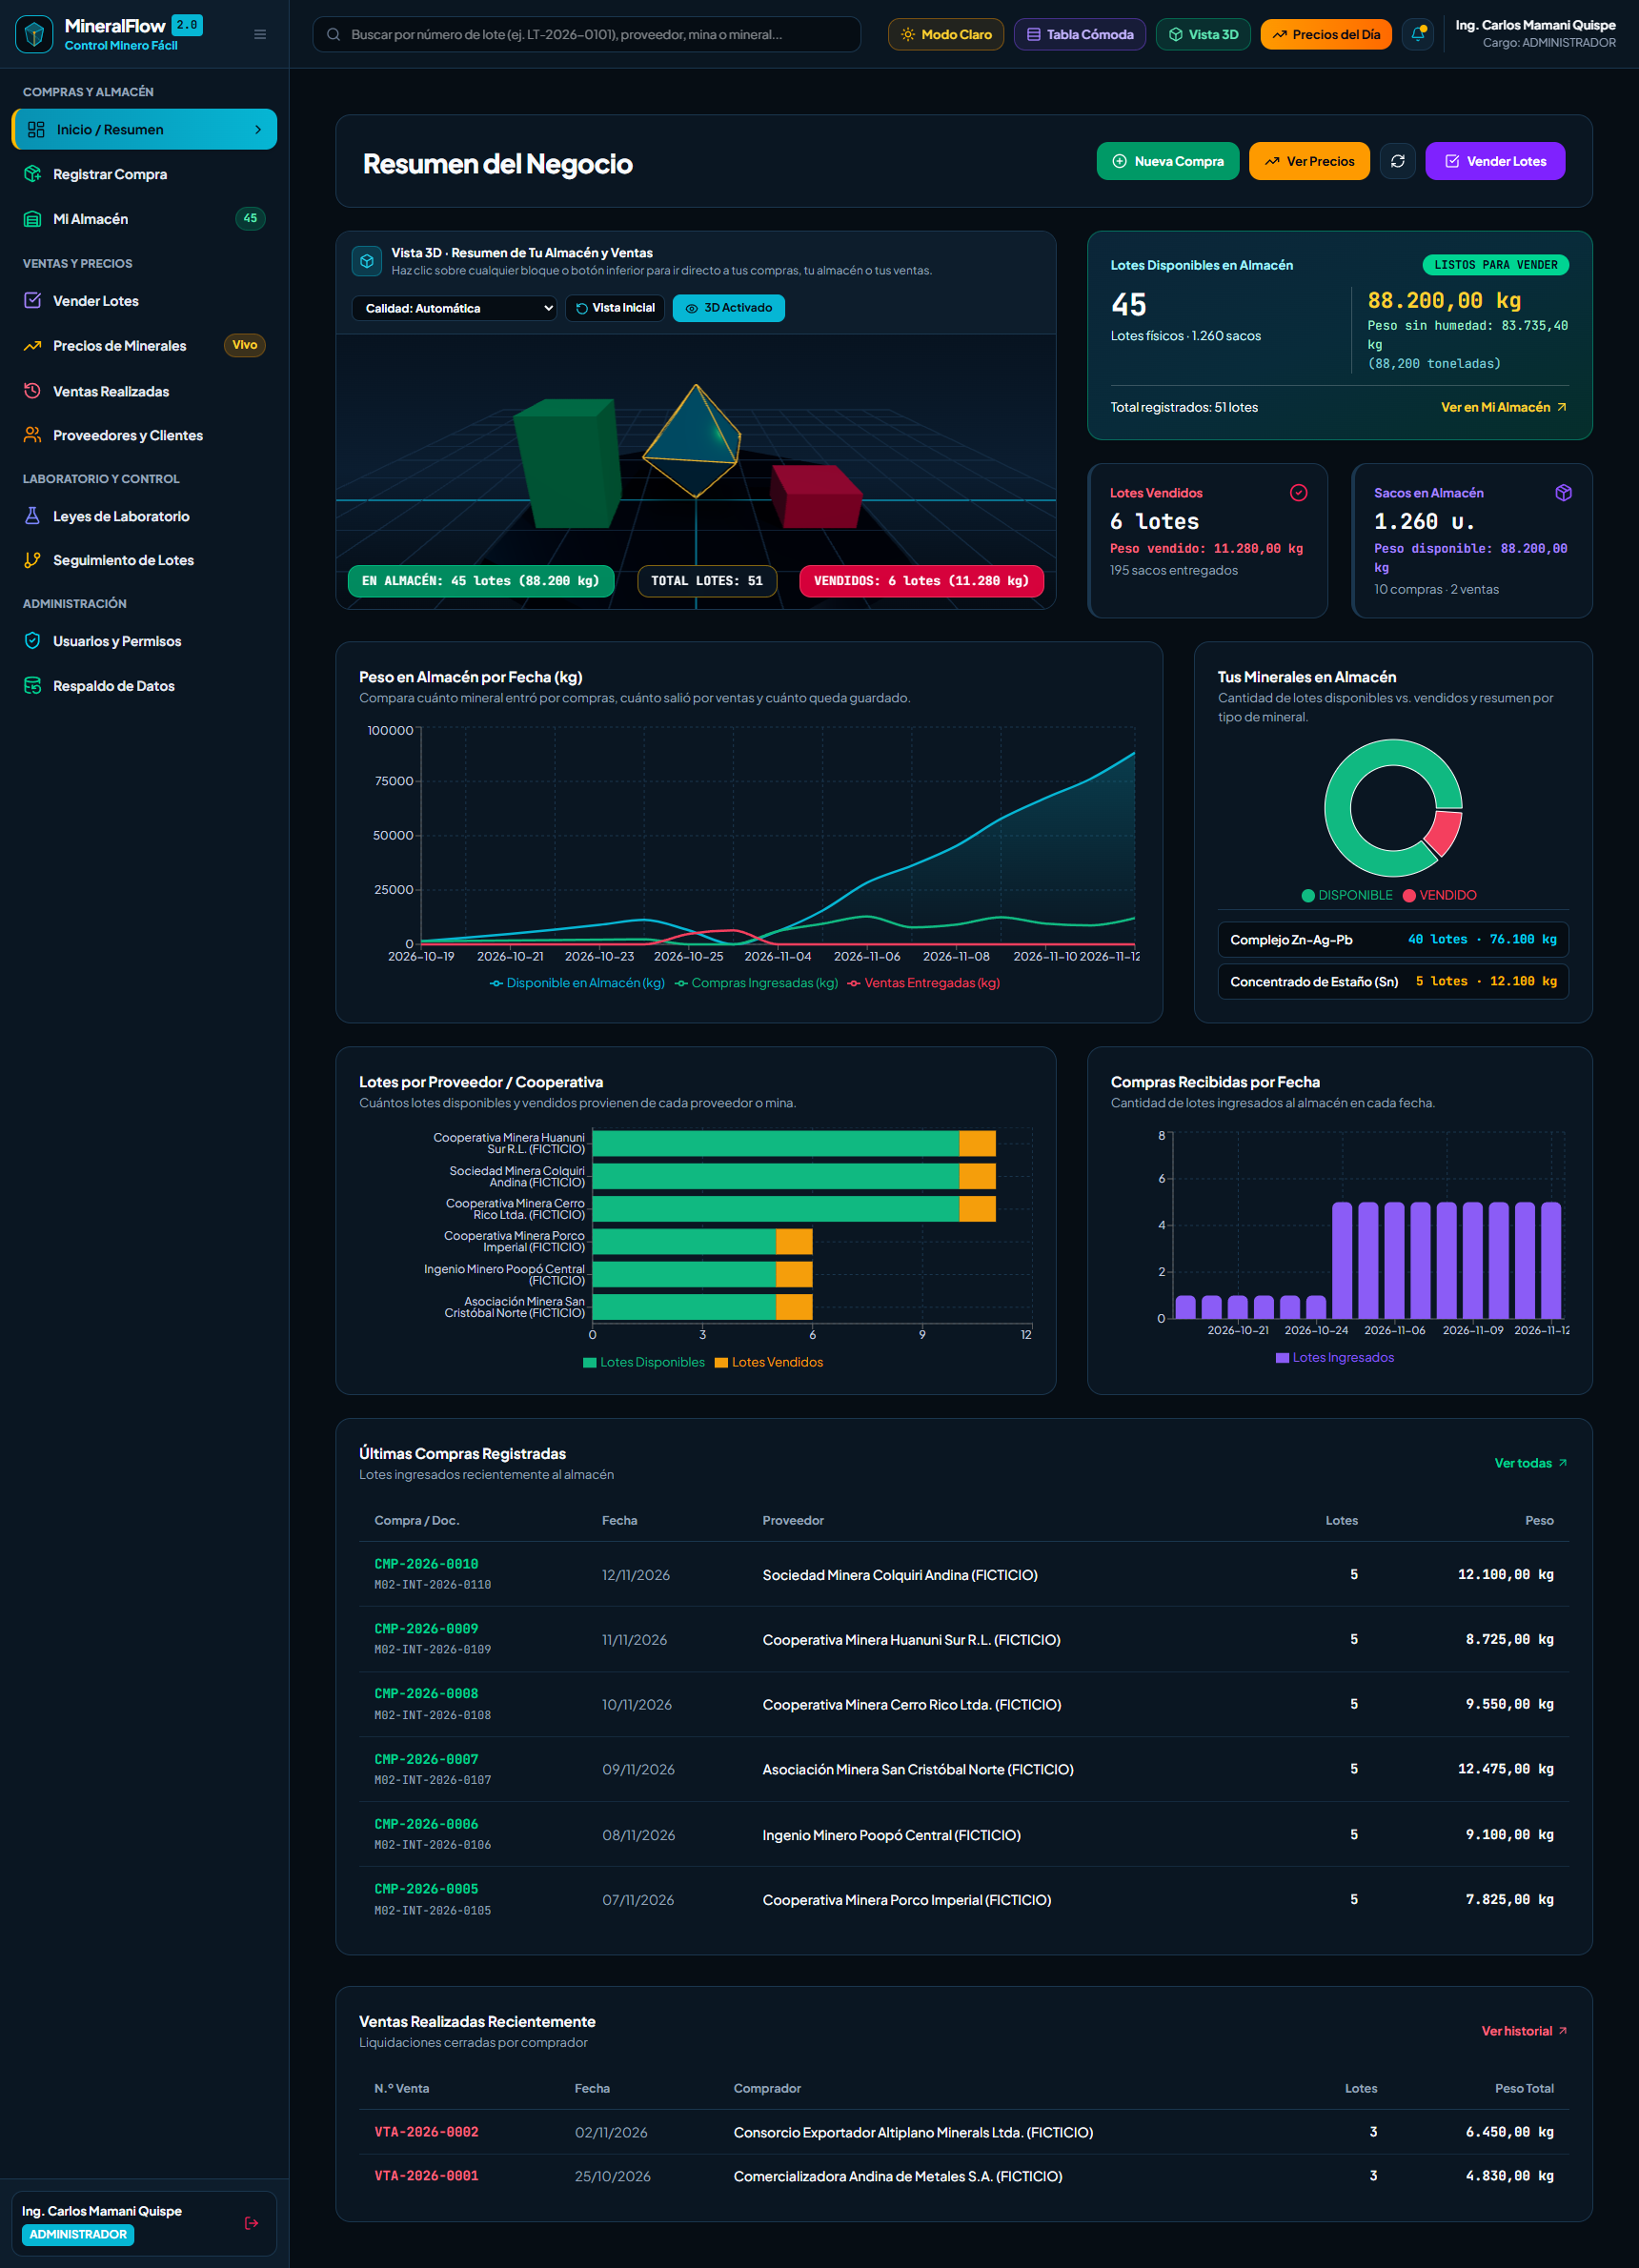 MineralFlow 2.0
Control Minero Fácil
Buscar por número de lote (ej. LT-2026-0101), proveedor, mina o mineral...
Modo Claro
Tabla Cómoda
Vista 3D
Precios del Día
Ing. Carlos Mamani Quispe
Cargo: ADMINISTRADOR
COMPRAS Y ALMACÉN
Inicio / Resumen
Registrar Compra
Mi Almacén 45
VENTAS Y PRECIOS
Vender Lotes
Precios de Minerales Vivo
Ventas Realizadas
Proveedores y Clientes
LABORATORIO Y CONTROL
Leyes de Laboratorio
Seguimiento de Lotes
ADMINISTRACIÓN
Usuarios y Permisos
Respaldo de Datos
Ing. Carlos Mamani Quispe
ADMINISTRADOR
Resumen del Negocio
Nueva Compra
Ver Precios
Vender Lotes
Vista 3D · Resumen de Tu Almacén y Ventas
Haz clic sobre cualquier bloque o botón inferior para ir directo a tus compras, tu almacén o tus ventas.
Calidad: Automática
Vista Inicial
3D Activado
EN ALMACÉN: 45 lotes (88.200 kg)
TOTAL LOTES: 51
VENDIDOS: 6 lotes (11.280 kg)
Lotes Disponibles en Almacén
LISTOS PARA VENDER
45
Lotes físicos · 1.260 sacos
88.200,00 kg
Peso sin humedad: 83.735,40
kg
(88,200 toneladas)
Total registrados: 51 lotes
Ver en Mi Almacén
Lotes Vendidos
6 lotes
Peso vendido: 11.280,00 kg
195 sacos entregados
Sacos en Almacén
1.260 u.
Peso disponible: 88.200,00
kg
10 compras · 2 ventas
Peso en Almacén por Fecha (kg)
Compara cuánto mineral entró por compras, cuánto salió por ventas y cuánto queda guardado.
100000
75000
50000
25000
0
2026-10-19 2026-10-21 2026-10-23 2026-10-25 2026-11-04 2026-11-06 2026-11-08 2026-11-10 2026-11-12
Disponible en Almacén (kg) Compras Ingresadas (kg) Ventas Entregadas (kg)
Tus Minerales en Almacén
Cantidad de lotes disponibles vs. vendidos y resumen por
tipo de mineral.
DISPONIBLE VENDIDO
Complejo Zn-Ag-Pb 40 lotes · 76.100 kg
Concentrado de Estaño (Sn) 5 lotes · 12.100 kg
Lotes por Proveedor / Cooperativa
Cuántos lotes disponibles y vendidos provienen de cada proveedor o mina.
Cooperativa Minera Huanuni
Sur R.L. (FICTICIO)
Sociedad Minera Colquiri
Andina (FICTICIO)
Cooperativa Minera Cerro
Rico Ltda. (FICTICIO)
Cooperativa Minera Porco
Imperial (FICTICIO)
Ingenio Minero Poopó Central
(FICTICIO)
Asociación Minera San
Cristóbal Norte (FICTICIO)
0 3 6 9 12
Lotes Disponibles Lotes Vendidos
Compras Recibidas por Fecha
Cantidad de lotes ingresados al almacén en cada fecha.
8
6
4
2
0
2026-10-21 2026-10-24 2026-11-06 2026-11-09 2026-11-12
Lotes Ingresados
Últimas Compras Registradas
Lotes ingresados recientemente al almacén
Ver todas
Compra / Doc. Fecha Proveedor Lotes Peso
CMP-2026-0010
M02-INT-2026-0110
12/11/2026 Sociedad Minera Colquiri Andina (FICTICIO) 5 12.100,00 kg
CMP-2026-0009
M02-INT-2026-0109
11/11/2026 Cooperativa Minera Huanuni Sur R.L. (FICTICIO) 5 8.725,00 kg
CMP-2026-0008
M02-INT-2026-0108
10/11/2026 Cooperativa Minera Cerro Rico Ltda. (FICTICIO) 5 9.550,00 kg
CMP-2026-0007
M02-INT-2026-0107
09/11/2026 Asociación Minera San Cristóbal Norte (FICTICIO) 5 12.475,00 kg
CMP-2026-0006
M02-INT-2026-0106
08/11/2026 Ingenio Minero Poopó Central (FICTICIO) 5 9.100,00 kg
CMP-2026-0005
M02-INT-2026-0105
07/11/2026 Cooperativa Minera Porco Imperial (FICTICIO) 5 7.825,00 kg
Ventas Realizadas Recientemente
Liquidaciones cerradas por comprador
Ver historial
N.º Venta Fecha Comprador Lotes Peso Total
VTA-2026-0002 02/11/2026 Consorcio Exportador Altiplano Minerals Ltda. (FICTICIO) 3 6.450,00 kg
VTA-2026-0001 25/10/2026 Comercializadora Andina de Metales S.A. (FICTICIO) 3 4.830,00 kg